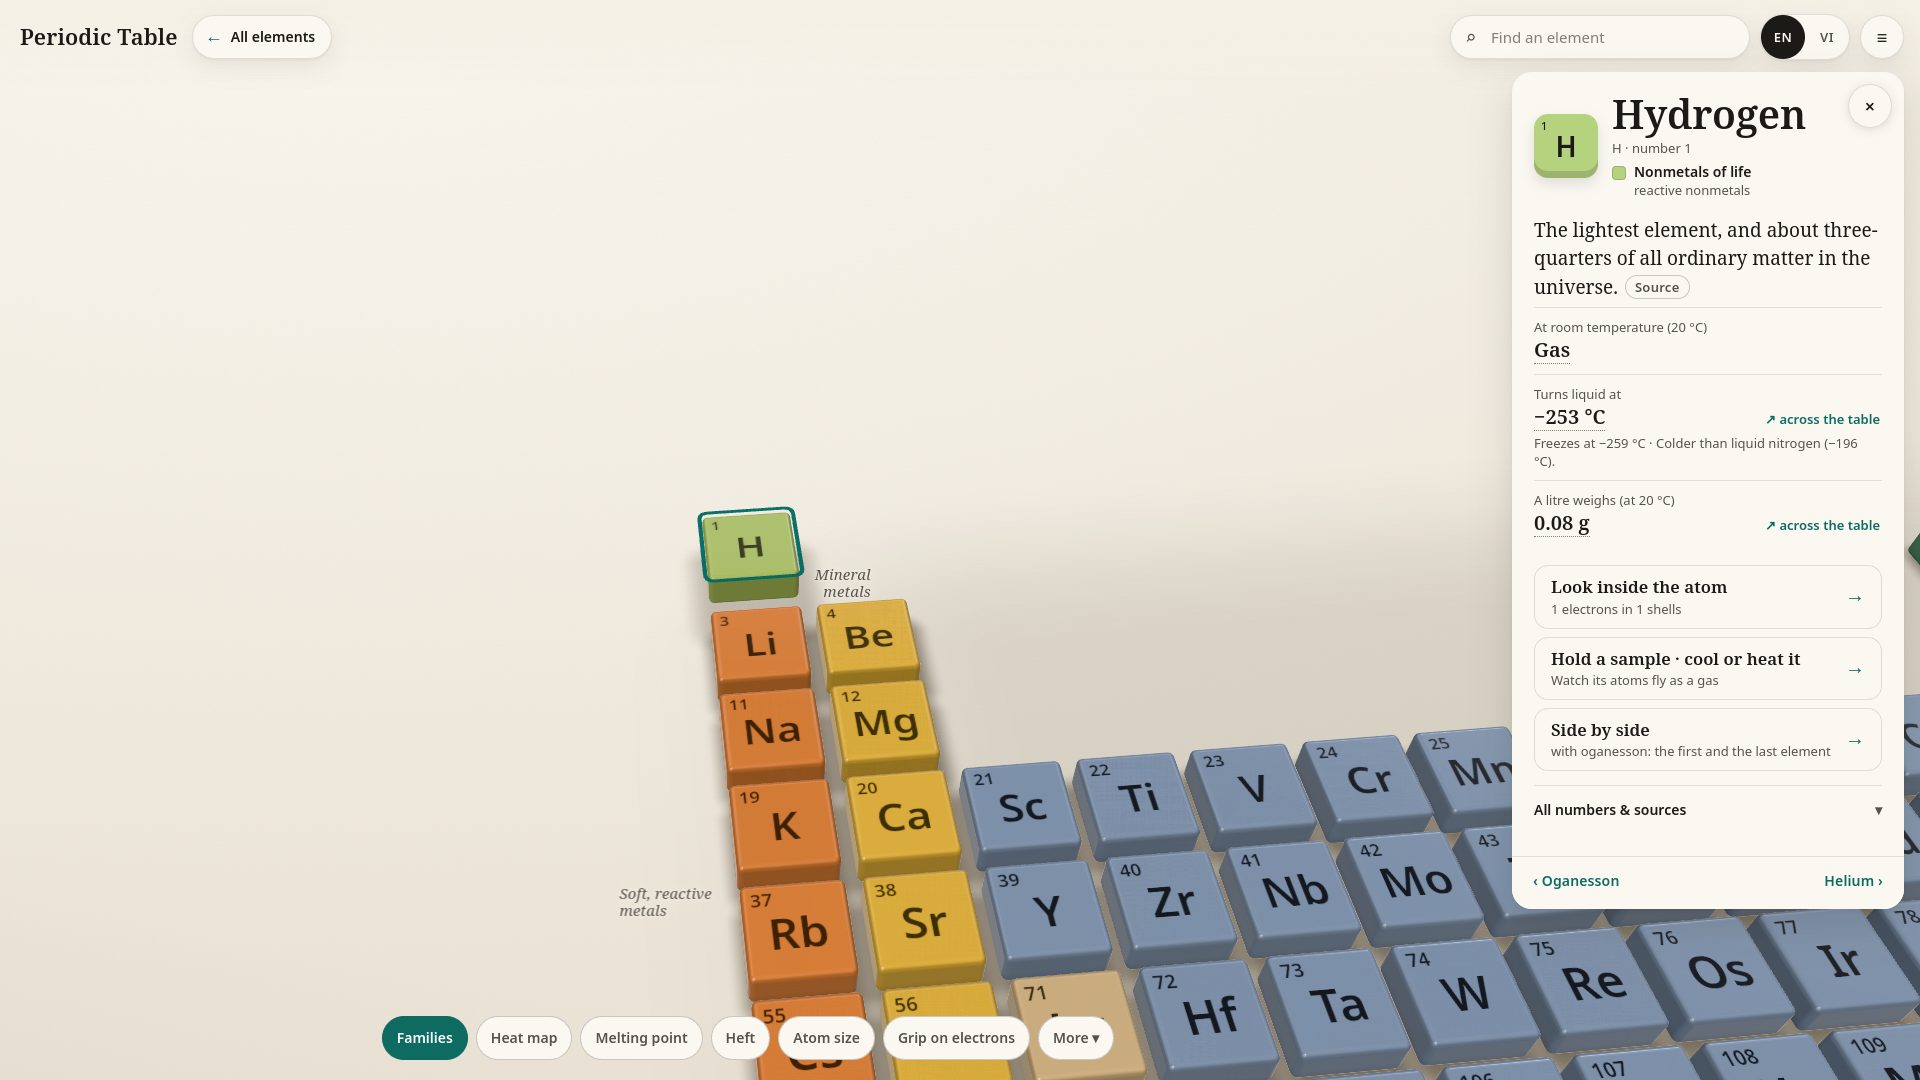 Periodic Table
← All elements
Find an element
EN
VI
≡
×
1
H
Hydrogen
H · number 1
Nonmetals of life
reactive nonmetals
The lightest element, and about three-
quarters of all ordinary matter in the
universe. Source
At room temperature (20 °C)
Gas
Turns liquid at
−253 °C
↗ across the table
Freezes at −259 °C · Colder than liquid nitrogen (−196
°C).
A litre weighs (at 20 °C)
0.08 g
↗ across the table
Look inside the atom
1 electrons in 1 shells
→
Hold a sample · cool or heat it
Watch its atoms fly as a gas
→
Side by side
with oganesson: the first and the last element
→
All numbers & sources
▾
‹ Oganesson
Helium ›
1
H
Mineral
metals
3
Li
4
Be
11
Na
12
Mg
19
K
20
Ca
21
Sc
22
Ti
23
V
24
Cr
25
Mn
Soft, reactive
metals
37
Rb
38
Sr
39
Y
40
Zr
41
Nb
42
Mo
43
55
Cs
56
71
72
Hf
73
Ta
74
W
75
Re
76
Os
77
Ir
78
107
108
109
Families
Heat map
Melting point
Heft
Atom size
Grip on electrons
More ▾